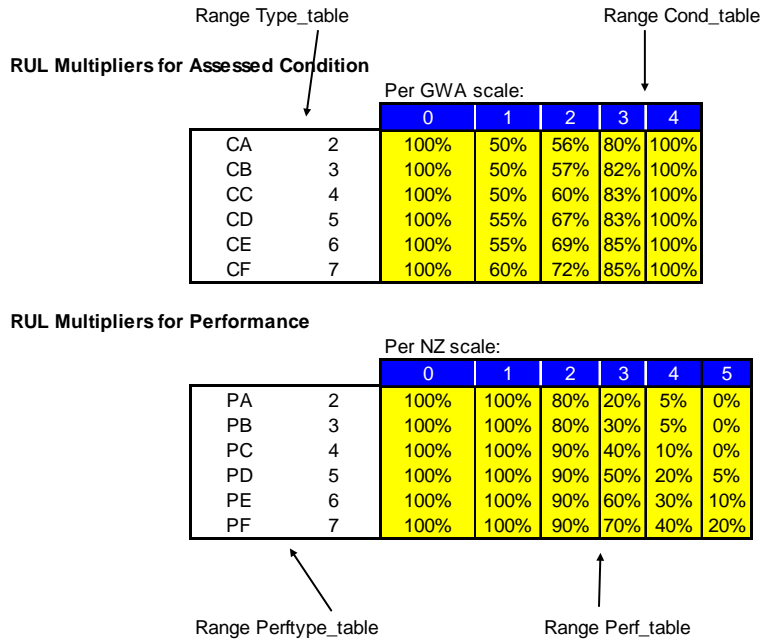 Range Type_table Range Cond_table
RUL Multipliers for Assessed Condition
Per GWA scale:
0 1 2 3 4
CA 2 100% 50% 56% 80% 100%
CB 3 100% 50% 57% 82% 100%
CC 4 100% 50% 60% 83% 100%
CD 5 100% 55% 67% 83% 100%
CE 6 100% 55% 69% 85% 100%
CF 7 100% 60% 72% 85% 100%
RUL Multipliers for Performance
Per NZ scale:
0 1 2 3 4 5
PA 2 100% 100% 80% 20% 5% 0%
PB 3 100% 100% 80% 30% 5% 0%
PC 4 100% 100% 90% 40% 10% 0%
PD 5 100% 100% 90% 50% 20% 5%
PE 6 100% 100% 90% 60% 30% 10%
PF 7 100% 100% 90% 70% 40% 20%
Range Perftype_table Range Perf_table